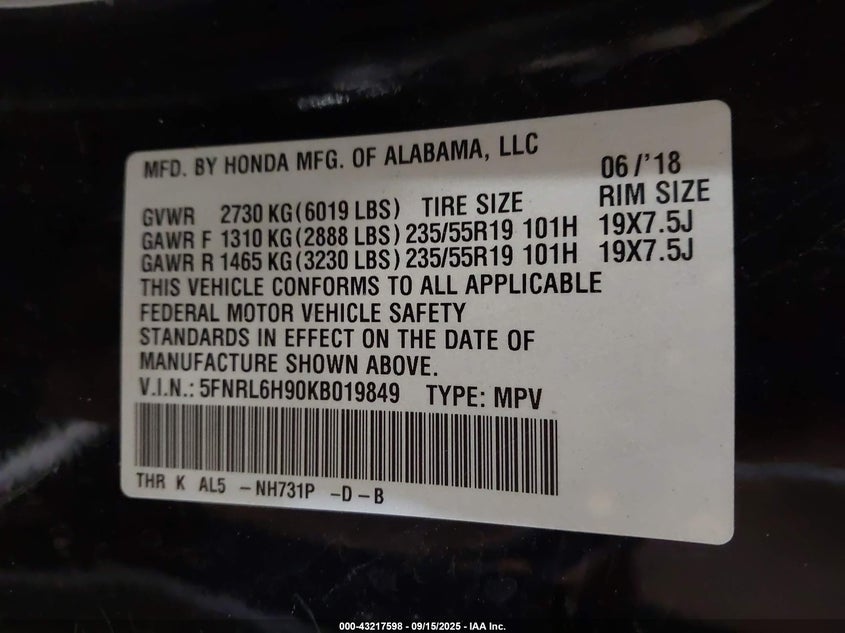 MFD. BY HONDA MFG. OF ALABAMA, LLC 06/'18
GVWR 2730 KG(6019 LBS) TIRE SIZE RIM SIZE
GAWR F 1310 KG(2888 LBS) 235/55R19 101H 19X7.5J
GAWR R 1465 KG(3230 LBS) 235/55R19 101H 19X7.5J
THIS VEHICLE CONFORMS TO ALL APPLICABLE
FEDERAL MOTOR VEHICLE SAFETY
STANDARDS IN EFFECT ON THE DATE OF
MANUFACTURE SHOWN ABOVE.
V.I.N.: 5FNRL6H90KB019849 TYPE: MPV
THR K AL5 -NH731P -D-B
000-43217598 - 09/15/2025 - IAA Inc.